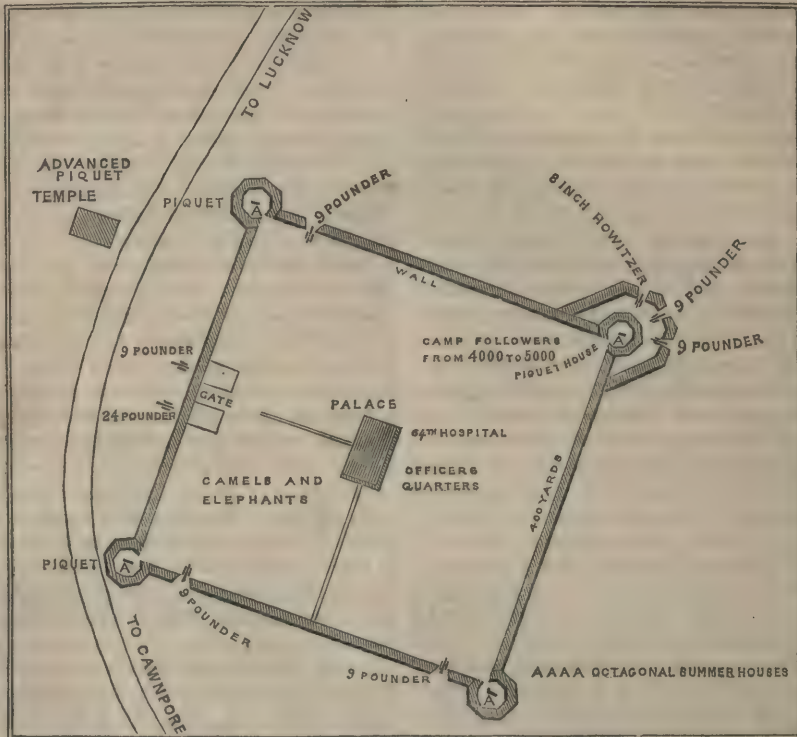 TO LUCKNOW
ADVANCED
PIQUET
TEMPLE
PIQUET
A
9 POUNDER
8 INCH HOWITZER
9 POUNDER
WALL
9 POUNDER
CAMP FOLLOWERS
FROM 4000 TO 5000
PIQUET HOUSE
A
9 POUNDER
GATE
24 POUNDER
PALACE
64TH HOSPITAL
OFFICERS
QUARTERS
CAMELS AND
ELEPHANTS
400 YARDS
PIQUET
A
9 POUNDER
TO CAWNPORE
9 POUNDER
A
AAAA OCTAGONAL SUMMER HOUSES